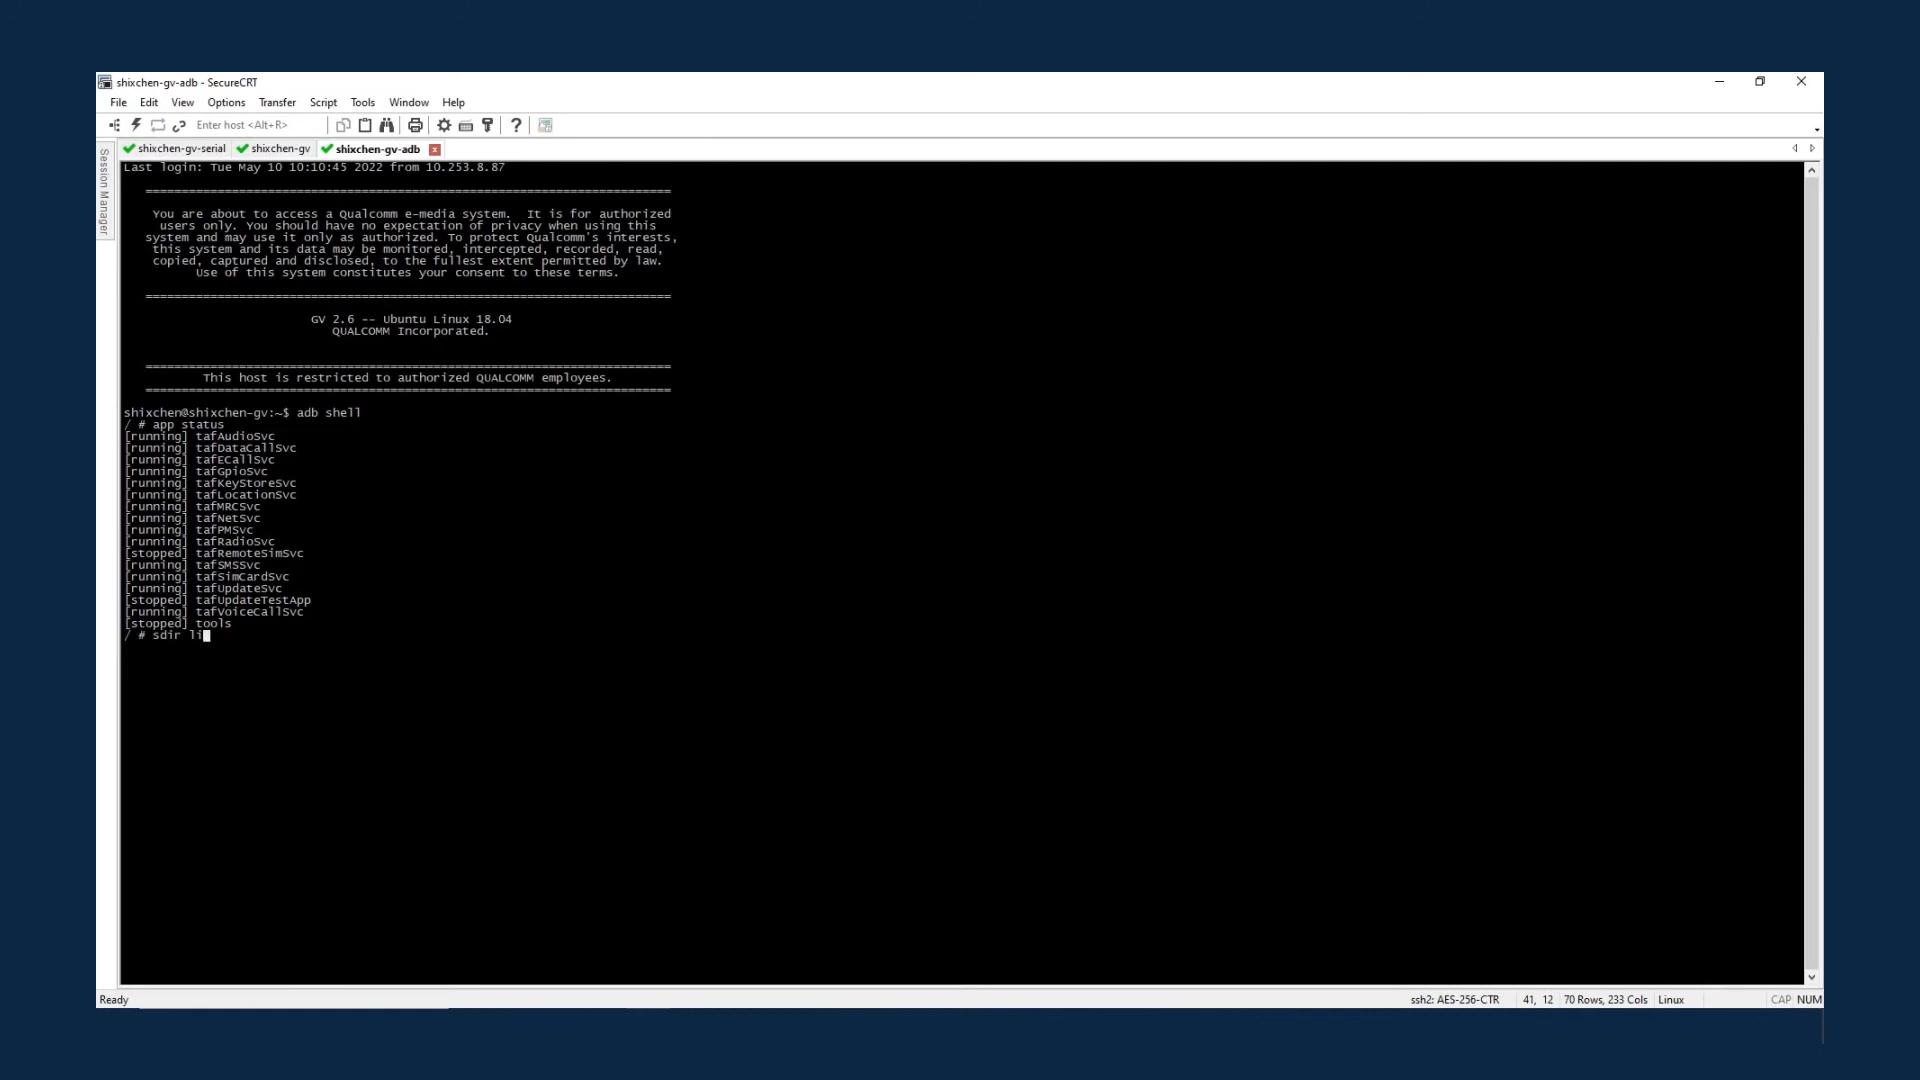 shixchen-gv-adb - SecureCRT
File Edit View Options Transfer Script Tools Window Help
Enter host <Alt+R>
shixchen-gv-serial shixchen-gv shixchen-gv-adb
Session Manager
Last login: Tue May 10 10:10:45 2022 from 10.253.8.87
=========================================================================
You are about to access a Qualcomm e-media system.  It is for authorized
users only. You should have no expectation of privacy when using this
system and may use it only as authorized. To protect Qualcomm's interests,
this system and its data may be monitored, intercepted, recorded, read,
copied, captured and disclosed, to the fullest extent permitted by law.
Use of this system constitutes your consent to these terms.
=========================================================================
GV 2.6 -- Ubuntu Linux 18.04
QUALCOMM Incorporated.
=========================================================================
This host is restricted to authorized QUALCOMM employees.
=========================================================================
shixchen@shixchen-gv:~$ adb shell
/ # app status
[running] tafAudioSvc
[running] tafDataCallSvc
[running] tafECallSvc
[running] tafGpioSvc
[running] tafKeyStoreSvc
[running] tafLocationSvc
[running] tafMRCSvc
[running] tafNetSvc
[running] tafPMSvc
[running] tafRadioSvc
[stopped] tafRemoteSimSvc
[running] tafSMSSvc
[running] tafSimCardSvc
[running] tafUpdateSvc
[stopped] tafUpdateTestApp
[running] tafVoiceCallSvc
[stopped] tools
/ # sdir li
Ready ssh2: AES-256-CTR 41, 12 70 Rows, 233 Cols Linux CAP NUM